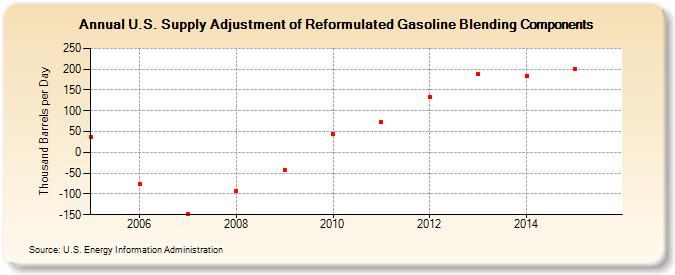 Annual U.S. Supply Adjustment of Reformulated Gasoline Blending Components
Thousand Barrels per Day
250
200
150
100
50
0
-50
-100
-150
2006 2008 2010 2012 2014
Source: U.S. Energy Information Administration